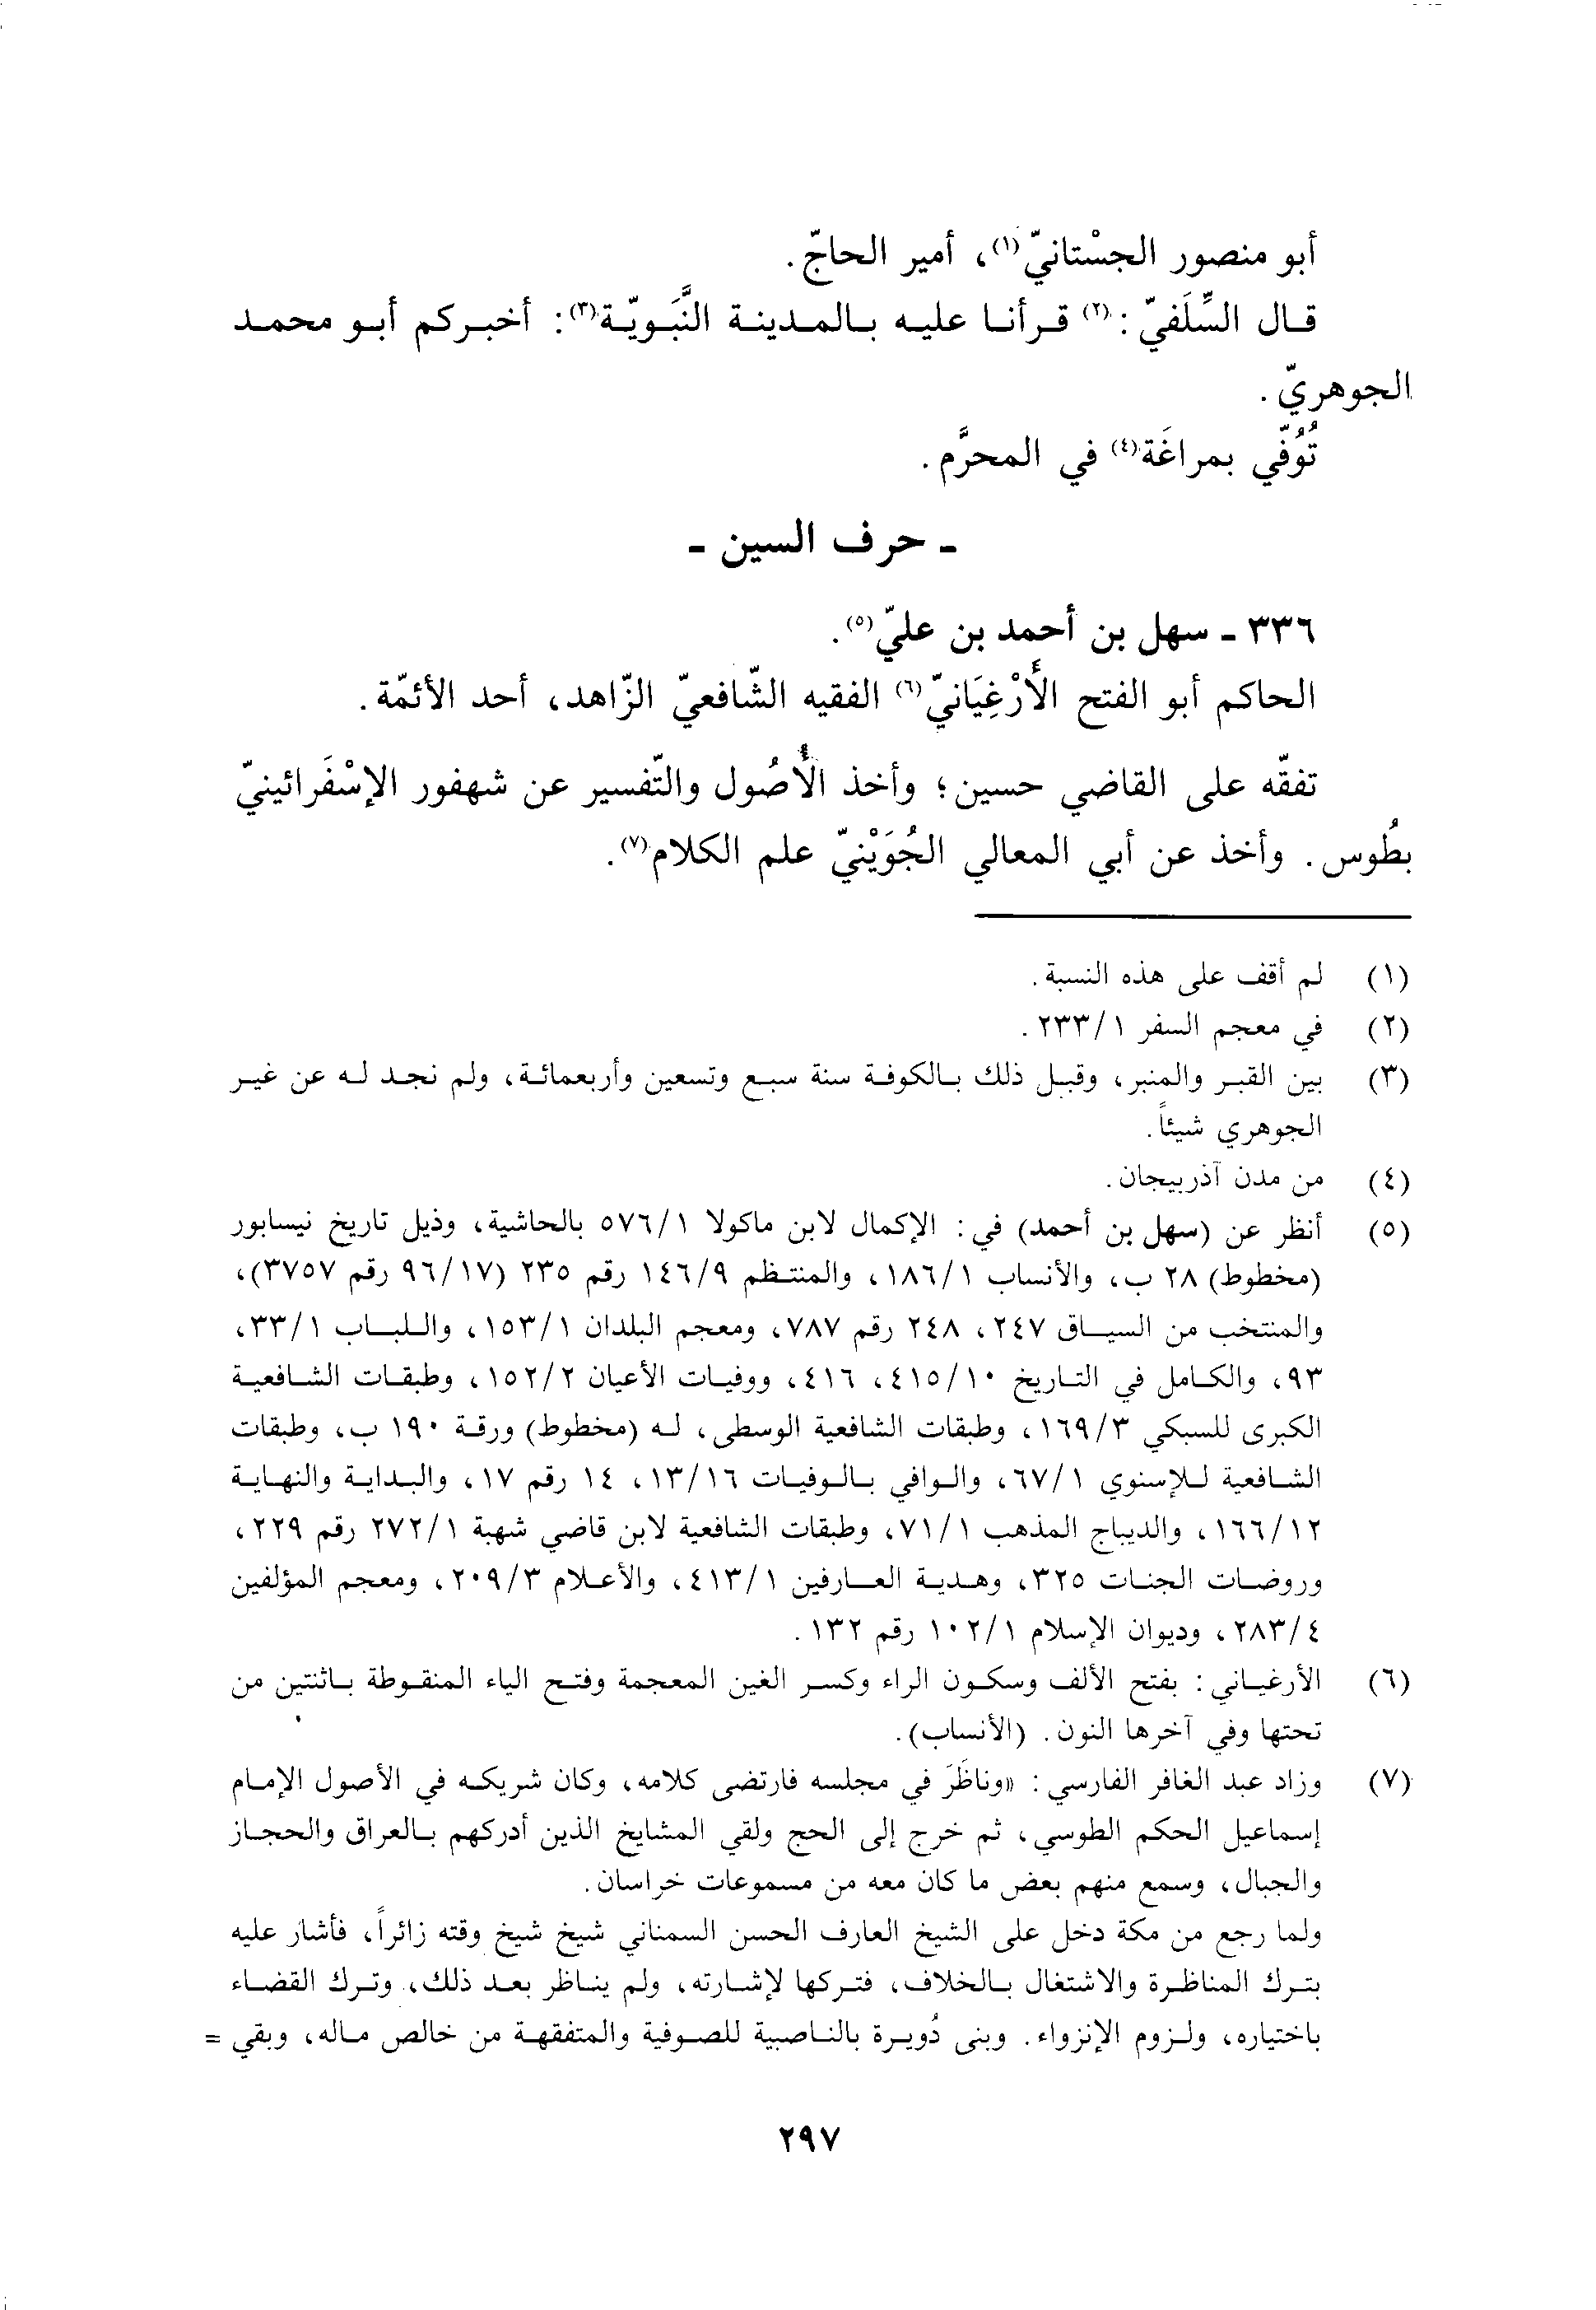 أبو منصور الجسْتانيّ(١)، أمير الحاجّ.
قال السِّلَفيّ:(٢) قرأنا عليه بالمدينة النَّبَويّة(٣): أخبركم أبو محمد
الجوهريّ.
تُوُفّي بمراغَة(٤) في المحرَّم.
- حرف السين -
٣٣٦ - سهل بن أحمد بن عليّ(٥).
الحاكم أبو الفتح الأَرْغِيَانيّ(٦) الفقيه الشّافعيّ الزّاهد، أحد الأئمّة.
تفقّه على القاضي حسين؛ وأخذ الأُصُول والتّفسير عن شهفور الإسْفَرائينيّ
بطُوس. وأخذ عن أبي المعالي الجُوَيْنيّ علم الكلام(٧).
(١) لم أقف على هذه النسبة.
(٢) في معجم السفر ٢٣٣/١.
(٣) بين القبر والمنبر، وقبل ذلك بالكوفة سنة سبع وتسعين وأربعمائة، ولم نجد له عن غير
الجوهري شيئاً.
(٤) من مدن آذربيجان.
(٥) أنظر عن (سهل بن أحمد) في: الإكمال لابن ماكولا ٥٧٦/١ بالحاشية، وذيل تاريخ نيسابور
(مخطوط) ٢٨ ب، والأنساب ١٨٦/١، والمنتظم ١٤٦/٩ رقم ٢٣٥ (٩٦/١٧ رقم ٣٧٥٧)،
والمنتخب من السياق ٢٤٧، ٢٤٨ رقم ٧٨٧، ومعجم البلدان ١٥٣/١، واللباب ٣٣/١،
٩٣، والكامل في التاريخ ٤١٥/١٠، ٤١٦، ووفيات الأعيان ١٥٢/٢، وطبقات الشافعية
الكبرى للسبكي ١٦٩/٣، وطبقات الشافعية الوسطى، له (مخطوط) ورقة ١٩٠ ب، وطبقات
الشافعية للإسنوي ٦٧/١، والوافي بالوفيات ١٣/١٦، ١٤ رقم ١٧، والبداية والنهاية
١٦٦/١٢، والديباج المذهب ٧١/١، وطبقات الشافعية لابن قاضي شهبة ٢٧٢/١ رقم ٢٢٩،
وروضات الجنات ٣٢٥، وهدية العارفين ٤١٣/١، والأعلام ٢٠٩/٣، ومعجم المؤلفين
٢٨٣/٤، وديوان الإسلام ١٠٢/١ رقم ١٣٢.
(٦) الأرغياني: بفتح الألف وسكون الراء وكسر الغين المعجمة وفتح الياء المنقوطة باثنتين من
تحتها وفي آخرها النون. (الأنساب).
(٧) وزاد عبد الغافر الفارسي: «وناظَرَ في مجلسه فارتضى كلامه، وكان شريكه في الأصول الإمام
إسماعيل الحكم الطوسي، ثم خرج إلى الحج ولقي المشايخ الذين أدركهم بالعراق والحجاز
والجبال، وسمع منهم بعض ما كان معه من مسموعات خراسان.
ولما رجع من مكة دخل على الشيخ العارف الحسن السمناني شيخ شيخ وقته زائراً، فأشار عليه
بترك المناظرة والاشتغال بالخلاف، فتركها لإشارته، ولم يناظر بعد ذلك، وترك القضاء
باختياره، ولزوم الإنزواء. وبنى دُويرة بالناصبية للصوفية والمتفقهة من خالص ماله، وبقي =
٢٩٧